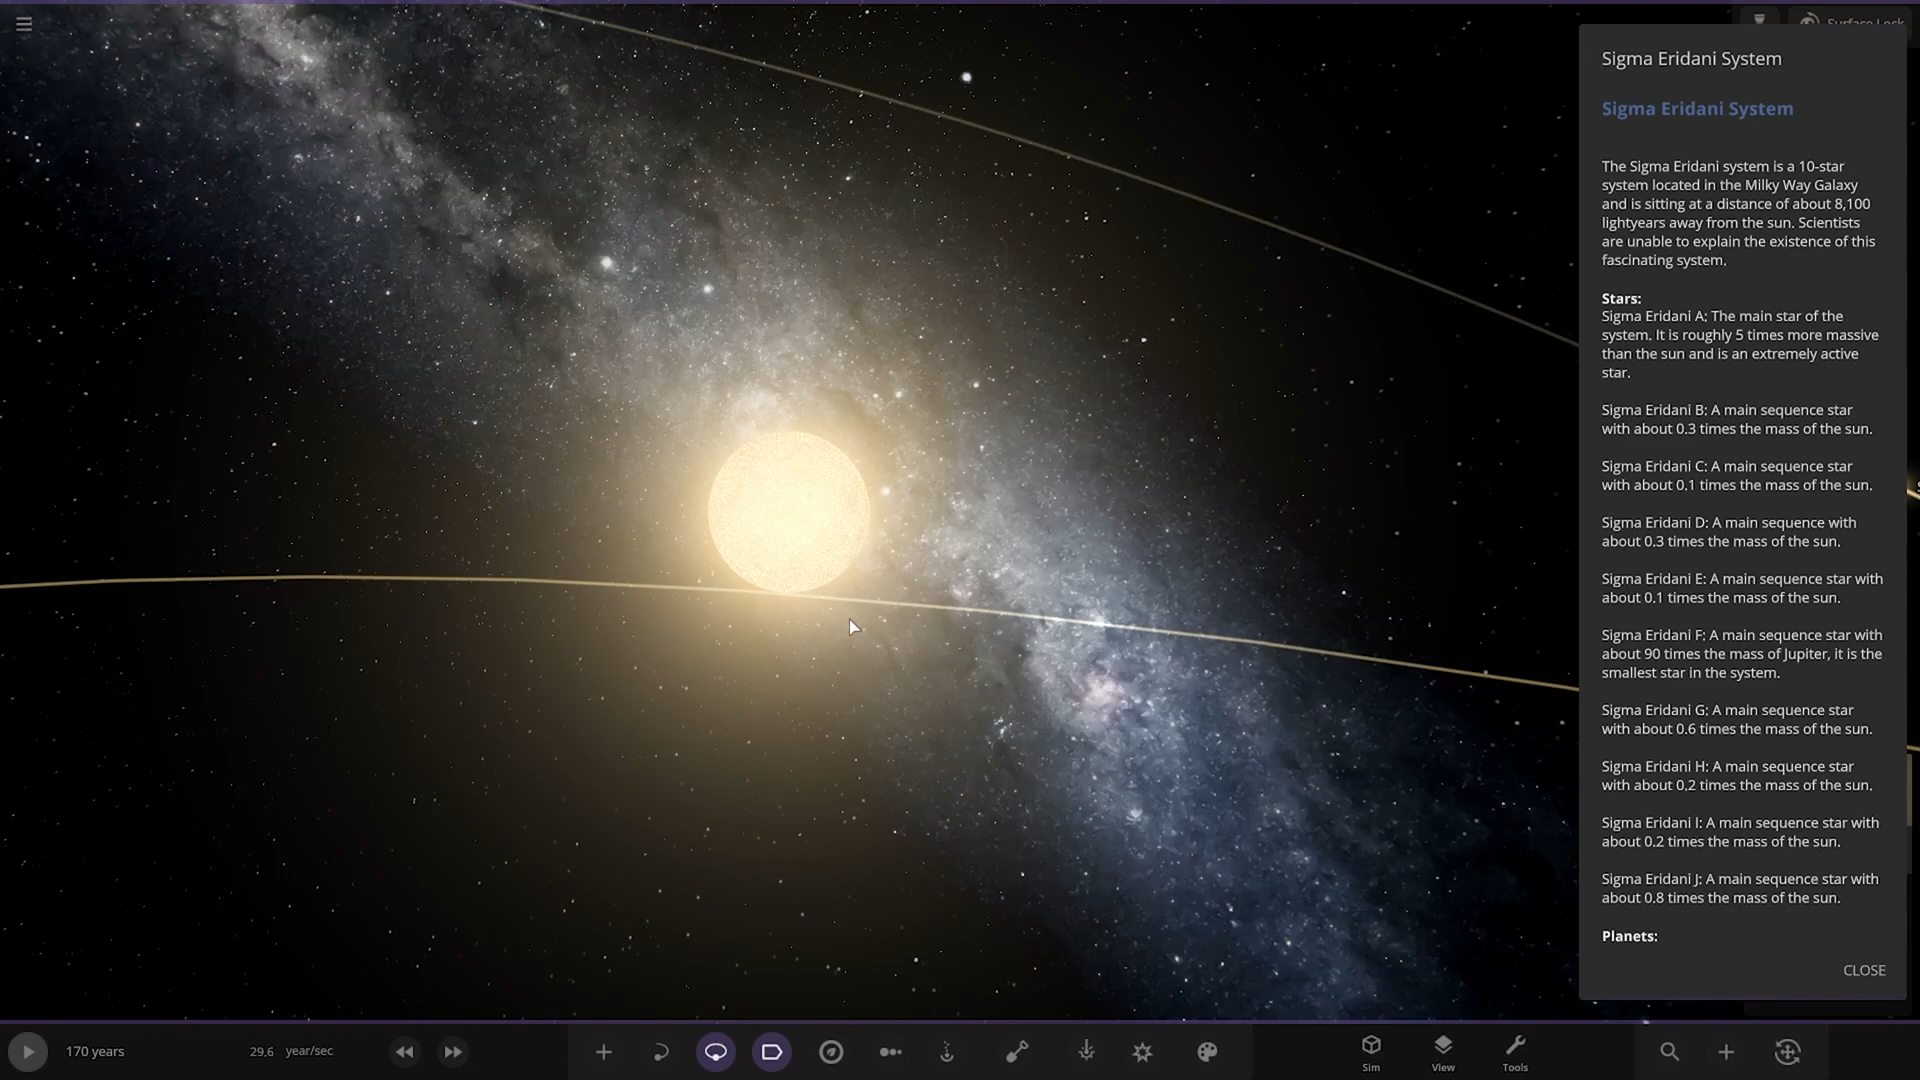 Surface Lock
Sigma Eridani System
Sigma Eridani System
The Sigma Eridani system is a 10-star
system located in the Milky Way Galaxy
and is sitting at a distance of about 8,100
lightyears away from the sun. Scientists
are unable to explain the existence of this
fascinating system.
Stars:
Sigma Eridani A: The main star of the
system. It is roughly 5 times more massive
than the sun and is an extremely active
star.
Sigma Eridani B: A main sequence star
with about 0.3 times the mass of the sun.
Sigma Eridani C: A main sequence star
with about 0.1 times the mass of the sun.
Sigma Eridani D: A main sequence with
about 0.3 times the mass of the sun.
Sigma Eridani E: A main sequence star with
about 0.1 times the mass of the sun.
Sigma Eridani F: A main sequence star with
about 90 times the mass of Jupiter, it is the
smallest star in the system.
Sigma Eridani G: A main sequence star
with about 0.6 times the mass of the sun.
Sigma Eridani H: A main sequence star
with about 0.2 times the mass of the sun.
Sigma Eridani I: A main sequence star with
about 0.2 times the mass of the sun.
Sigma Eridani J: A main sequence star with
about 0.8 times the mass of the sun.
Planets:
CLOSE
170 years
29.6 year/sec
Sim
View
Tools